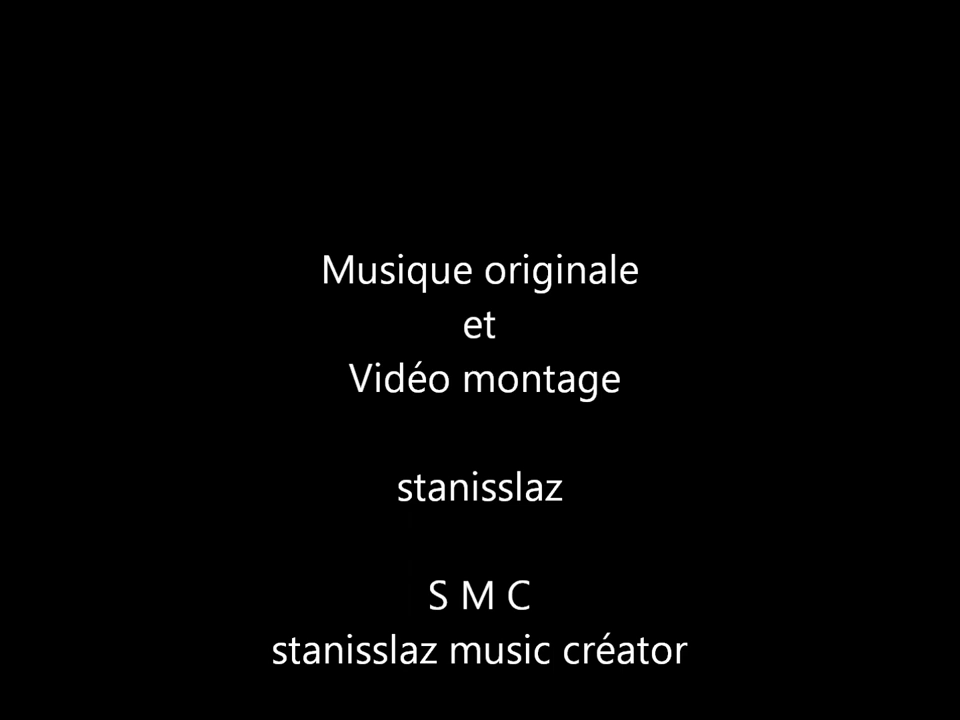 Musique originale
et
Vidéo montage
stanisslaz
S M C
stanisslaz music créator